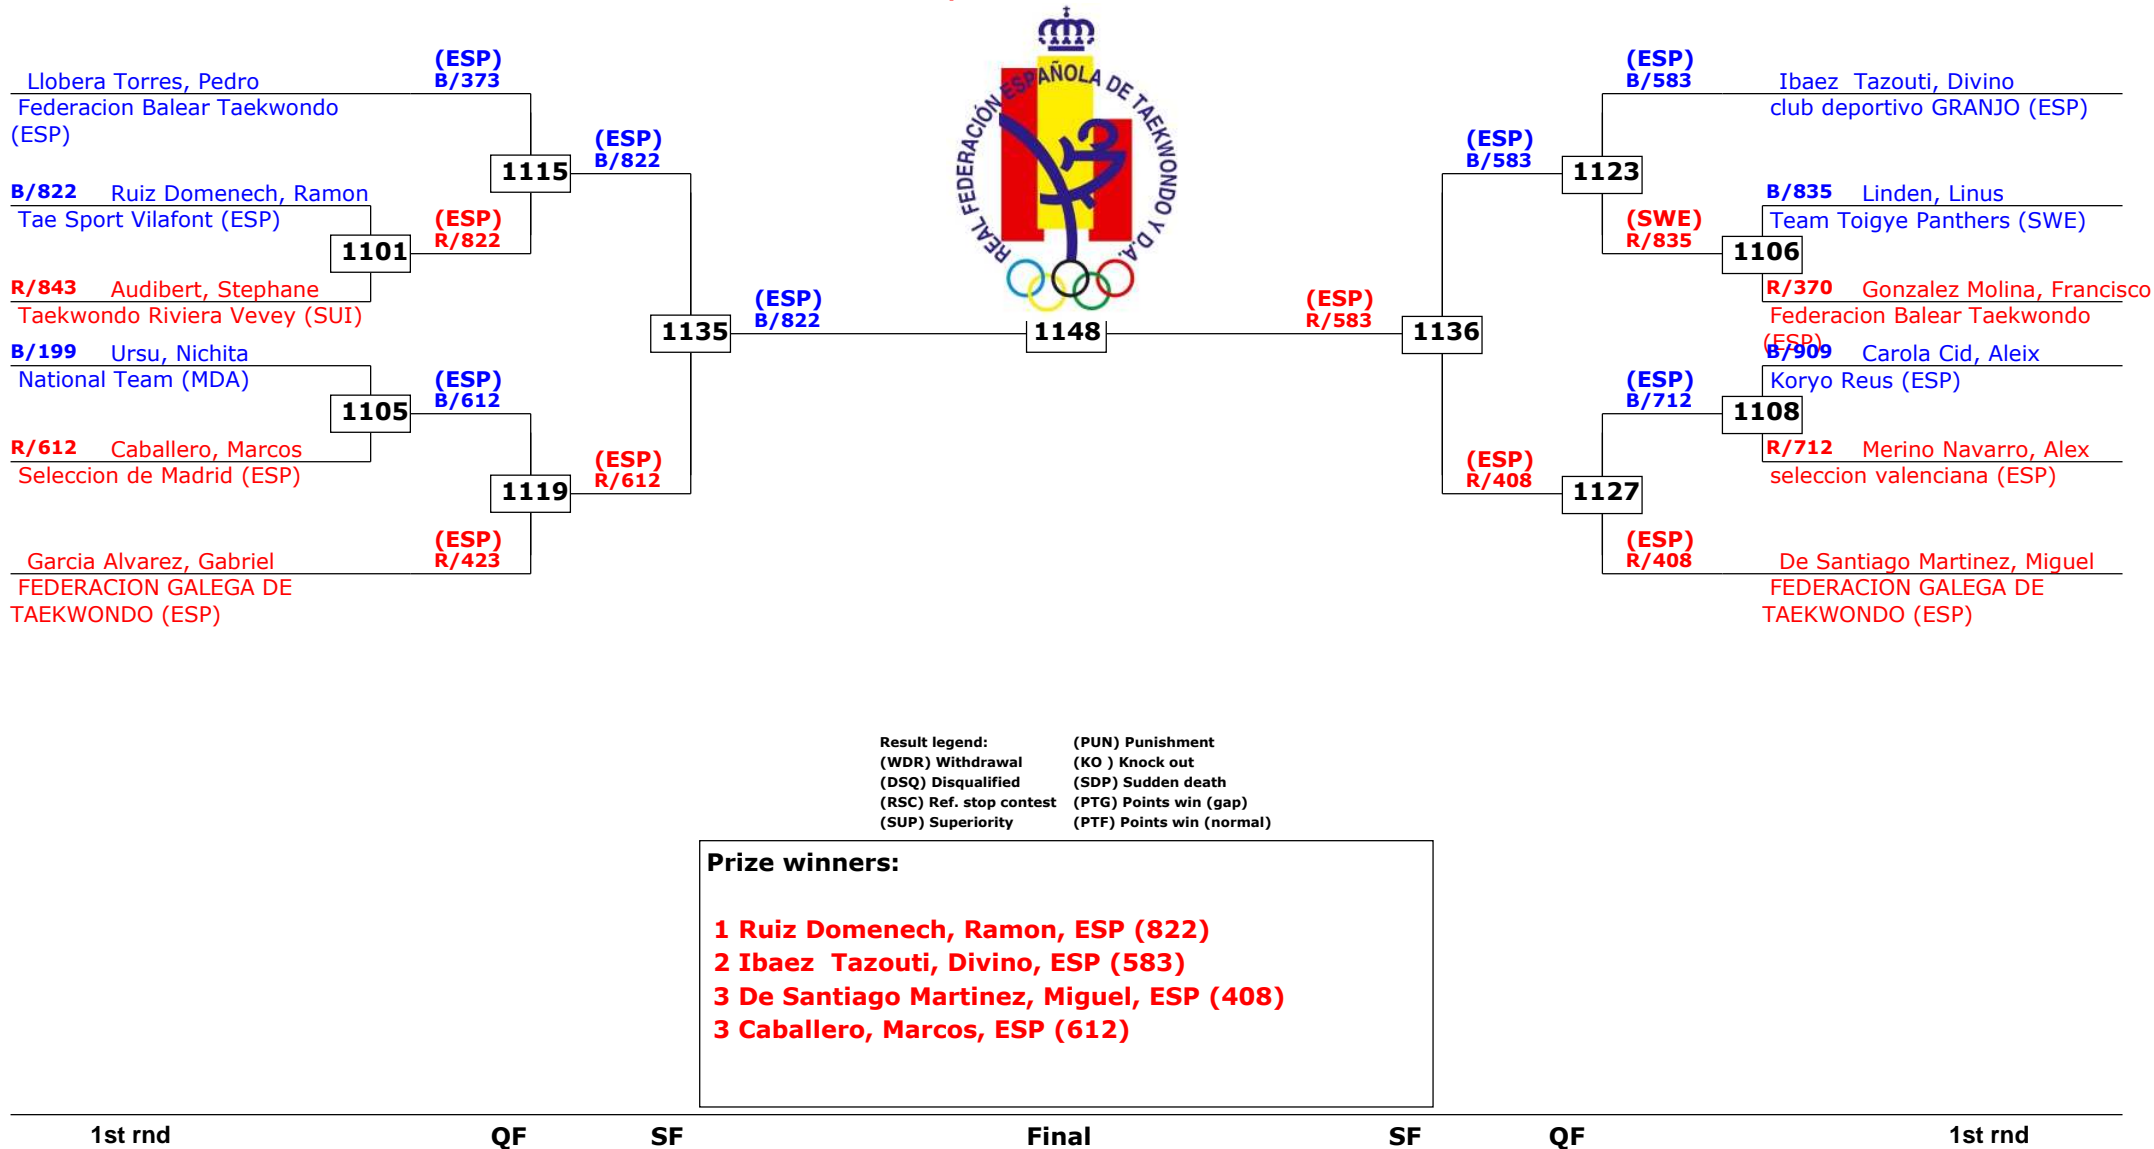 REAL FEDERACIÓN ESPAÑOLA DE TAEKWONDO Y D.A.
(ESP)
B/373
Llobera Torres, Pedro
Federacion Balear Taekwondo
(ESP)
1115
(ESP)
B/822
B/822 Ruiz Domenech, Ramon
Tae Sport Vilafont (ESP)
(ESP)
R/822
1101
R/843 Audibert, Stephane
Taekwondo Riviera Vevey (SUI)
1135
(ESP)
B/822
B/199 Ursu, Nichita
National Team (MDA)
(ESP)
B/612
1105
R/612 Caballero, Marcos
Seleccion de Madrid (ESP)
1119
(ESP)
R/612
(ESP)
R/423
Garcia Alvarez, Gabriel
FEDERACION GALEGA DE
TAEKWONDO (ESP)
1148
(ESP)
B/583
Ibaez  Tazouti, Divino
club deportivo GRANJO (ESP)
(ESP)
B/583
1123
B/835 Linden, Linus
Team Toigye Panthers (SWE)
(SWE)
R/835
1106
R/370 Gonzalez Molina, Francisco
Federacion Balear Taekwondo
(ESP)
(ESP)
R/583
1136
B/909 Carola Cid, Aleix
Koryo Reus (ESP)
(ESP)
B/712
1108
R/712 Merino Navarro, Alex
seleccion valenciana (ESP)
(ESP)
R/408
1127
(ESP)
R/408
De Santiago Martinez, Miguel
FEDERACION GALEGA DE
TAEKWONDO (ESP)
Result legend: (PUN) Punishment
(WDR) Withdrawal (KO ) Knock out
(DSQ) Disqualified (SDP) Sudden death
(RSC) Ref. stop contest (PTG) Points win (gap)
(SUP) Superiority (PTF) Points win (normal)
Prize winners:
1 Ruiz Domenech, Ramon, ESP (822)
2 Ibaez  Tazouti, Divino, ESP (583)
3 De Santiago Martinez, Miguel, ESP (408)
3 Caballero, Marcos, ESP (612)
1st rnd QF SF Final SF QF 1st rnd